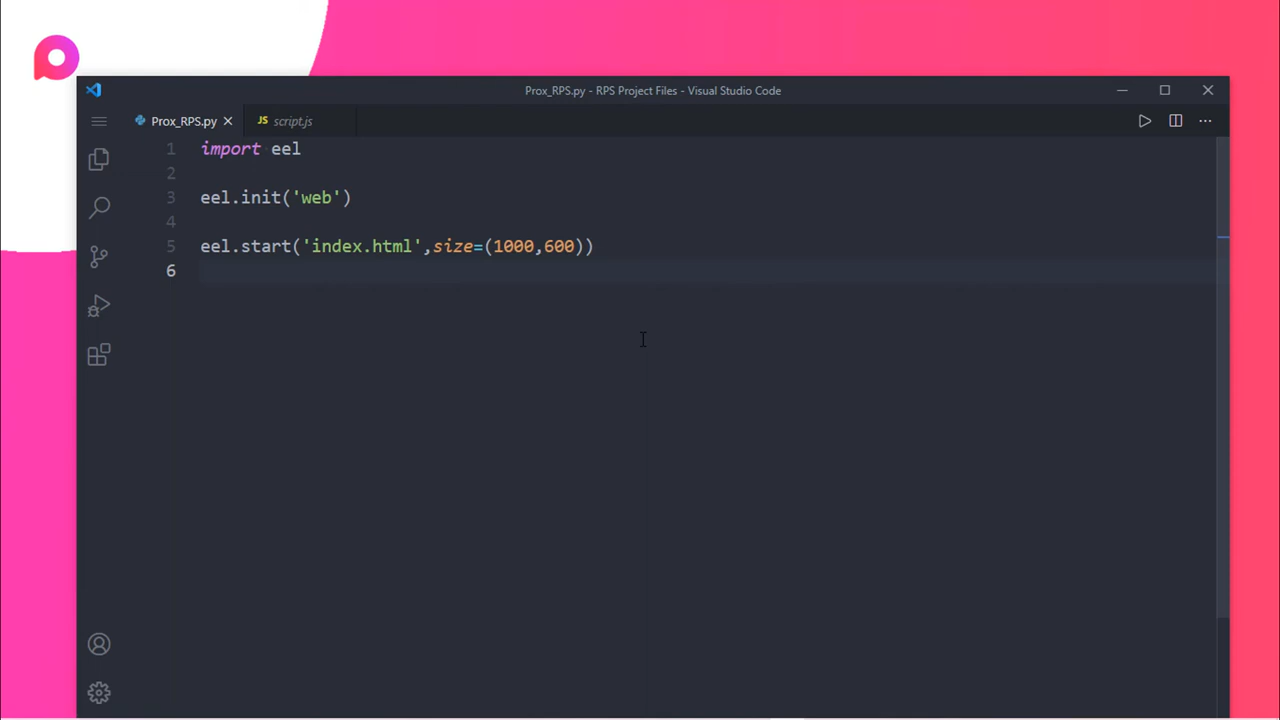 Prox_RPS.py - RPS Project Files - Visual Studio Code
Prox_RPS.py
JS script.js
1 import eel
2
3 eel.init('web')
4
5 eel.start('index.html',size=(1000,600))
6